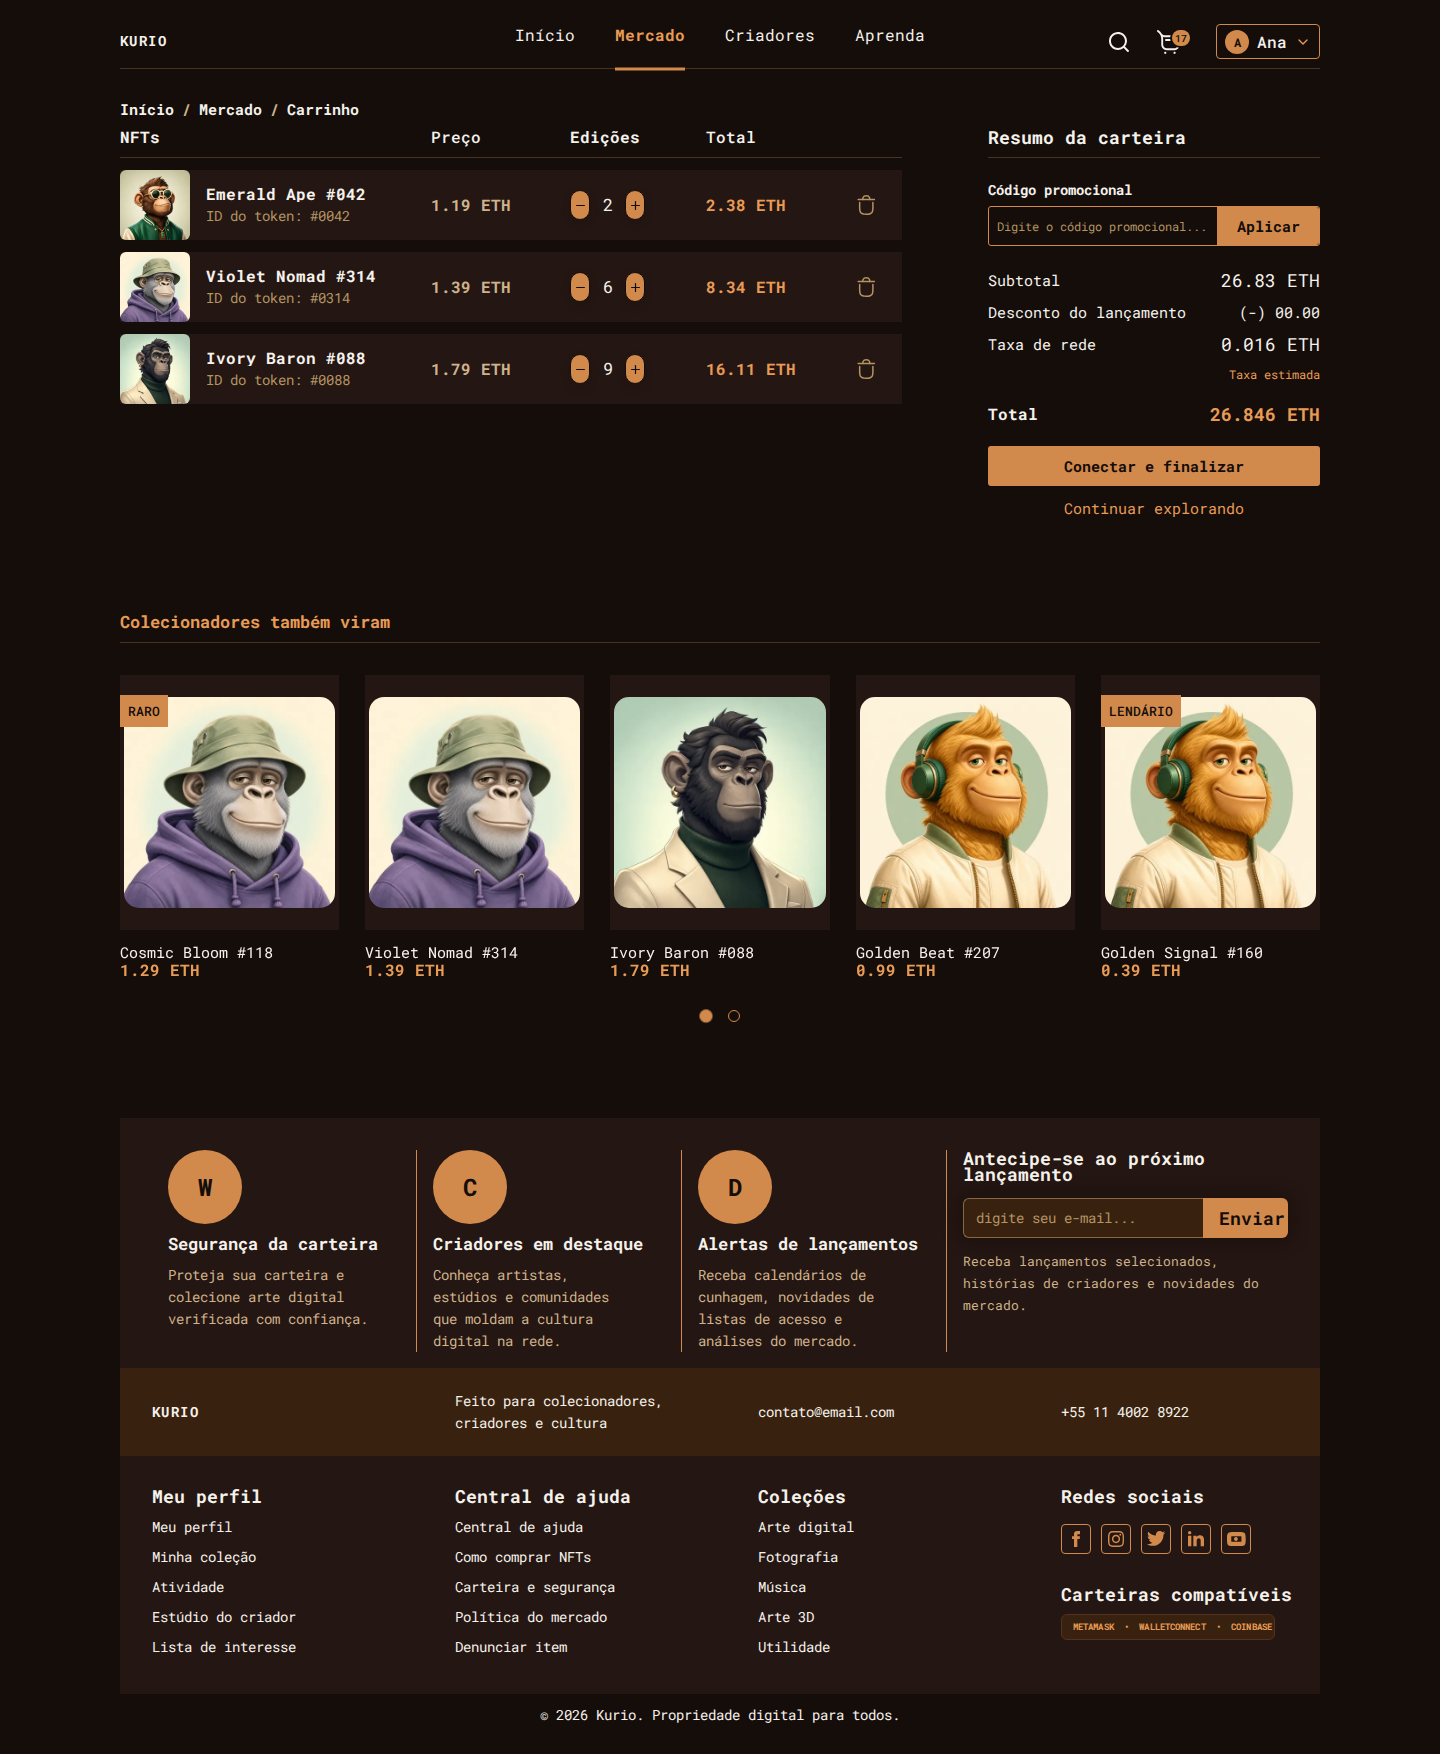 KURIO
Início
Mercado
Criadores
Aprenda
17
A
Ana
Início / Mercado / Carrinho
NFTs
Preço
Edições
Total
Emerald Ape #042
ID do token: #0042
1.19 ETH
− 2 +
2.38 ETH
Violet Nomad #314
ID do token: #0314
1.39 ETH
− 6 +
8.34 ETH
Ivory Baron #088
ID do token: #0088
1.79 ETH
− 9 +
16.11 ETH
Resumo da carteira
Código promocional
Digite o código promocional...
Aplicar
Subtotal
26.83 ETH
Desconto do lançamento
(-) 00.00
Taxa de rede
0.016 ETH
Taxa estimada
Total
26.846 ETH
Conectar e finalizar
Continuar explorando
Colecionadores também viram
RARO
LENDÁRIO
Cosmic Bloom #118
1.29 ETH
Violet Nomad #314
1.39 ETH
Ivory Baron #088
1.79 ETH
Golden Beat #207
0.99 ETH
Golden Signal #160
0.39 ETH
W
Segurança da carteira
Proteja sua carteira e
colecione arte digital
verificada com confiança.
C
Criadores em destaque
Conheça artistas,
estúdios e comunidades
que moldam a cultura
digital na rede.
D
Alertas de lançamentos
Receba calendários de
cunhagem, novidades de
listas de acesso e
análises do mercado.
Antecipe-se ao próximo
lançamento
digite seu e-mail...
Enviar
Receba lançamentos selecionados,
histórias de criadores e novidades do
mercado.
KURIO
Feito para colecionadores,
criadores e cultura
contato@email.com
+55 11 4002 8922
Meu perfil
Meu perfil
Minha coleção
Atividade
Estúdio do criador
Lista de interesse
Central de ajuda
Central de ajuda
Como comprar NFTs
Carteira e segurança
Política do mercado
Denunciar item
Coleções
Arte digital
Fotografia
Música
Arte 3D
Utilidade
Redes sociais
Carteiras compatíveis
METAMASK · WALLETCONNECT · COINBASE
© 2026 Kurio. Propriedade digital para todos.